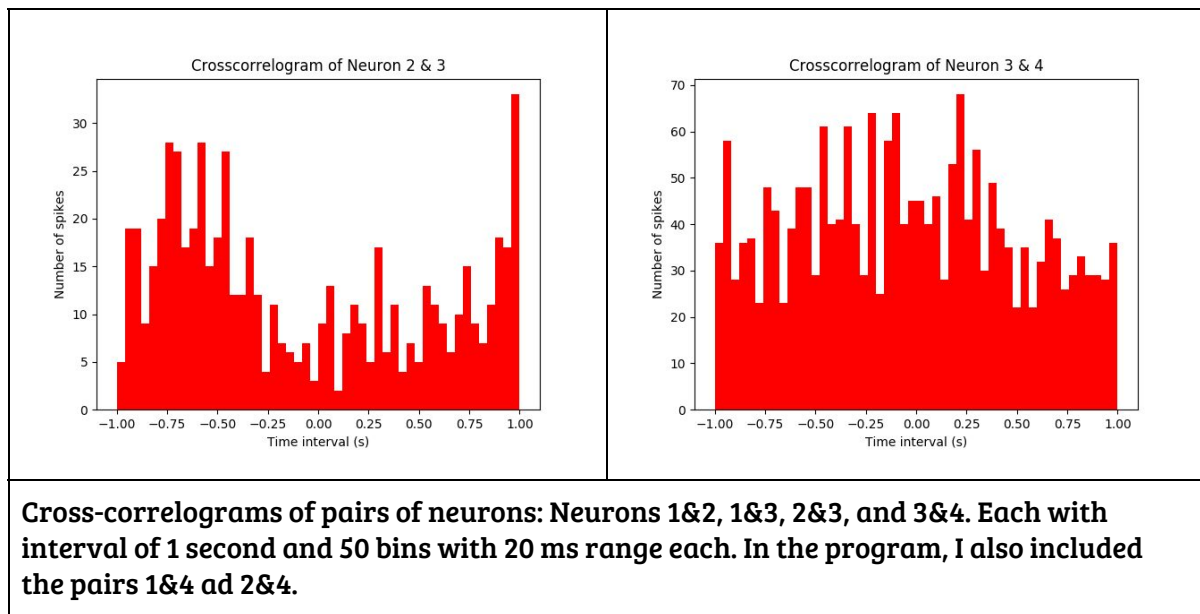 Crosscorrelogram of Neuron 2 & 3
30
25
20
15
10
5
0
Number of spikes
−1.00 −0.75 −0.50 −0.25 0.00 0.25 0.50 0.75 1.00
Time interval (s)
Crosscorrelogram of Neuron 3 & 4
70
60
50
40
30
20
10
0
Number of spikes
−1.00 −0.75 −0.50 −0.25 0.00 0.25 0.50 0.75 1.00
Time interval (s)
Cross-correlograms of pairs of neurons: Neurons 1&2, 1&3, 2&3, and 3&4. Each with
interval of 1 second and 50 bins with 20 ms range each. In the program, I also included
the pairs 1&4 ad 2&4.